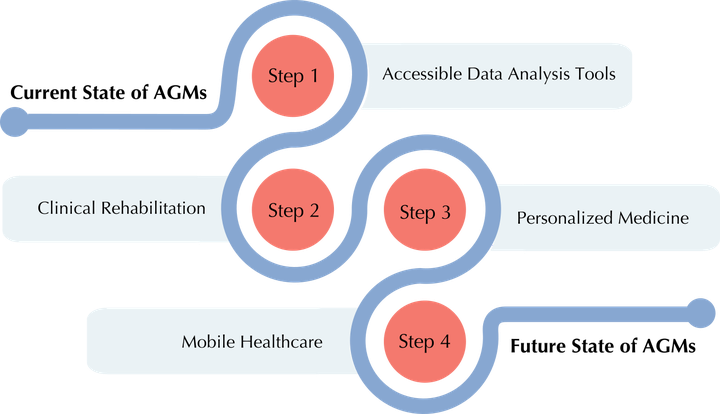 Current State of AGMs
Step 1
Accessible Data Analysis Tools
Clinical Rehabilitation
Step 2
Step 3
Personalized Medicine
Mobile Healthcare
Step 4
Future State of AGMs